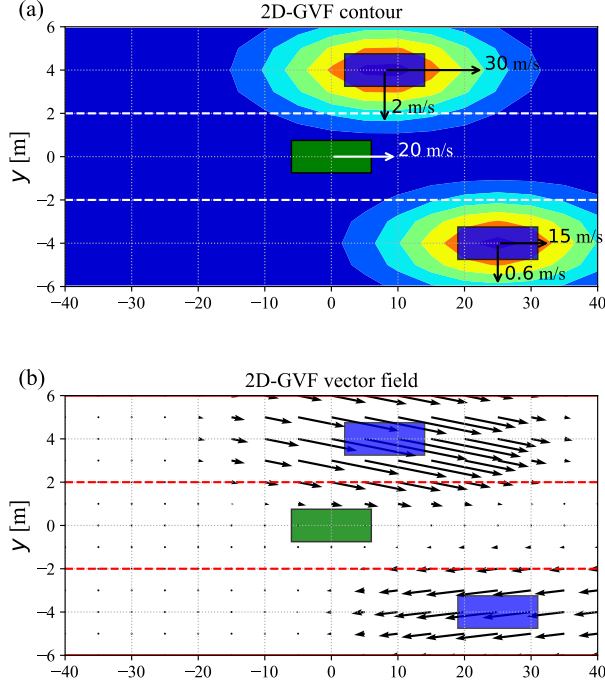 (a)
2D-GVF contour
6
4
2
0
−2
−4
−6
y [m]
30 m/s
2 m/s
20 m/s
15 m/s
0.6 m/s
−40 −30 −20 −10 0 10 20 30 40
(b)
2D-GVF vector field
6
4
2
0
−2
−4
−6
y [m]
−40 −30 −20 −10 0 10 20 30 40